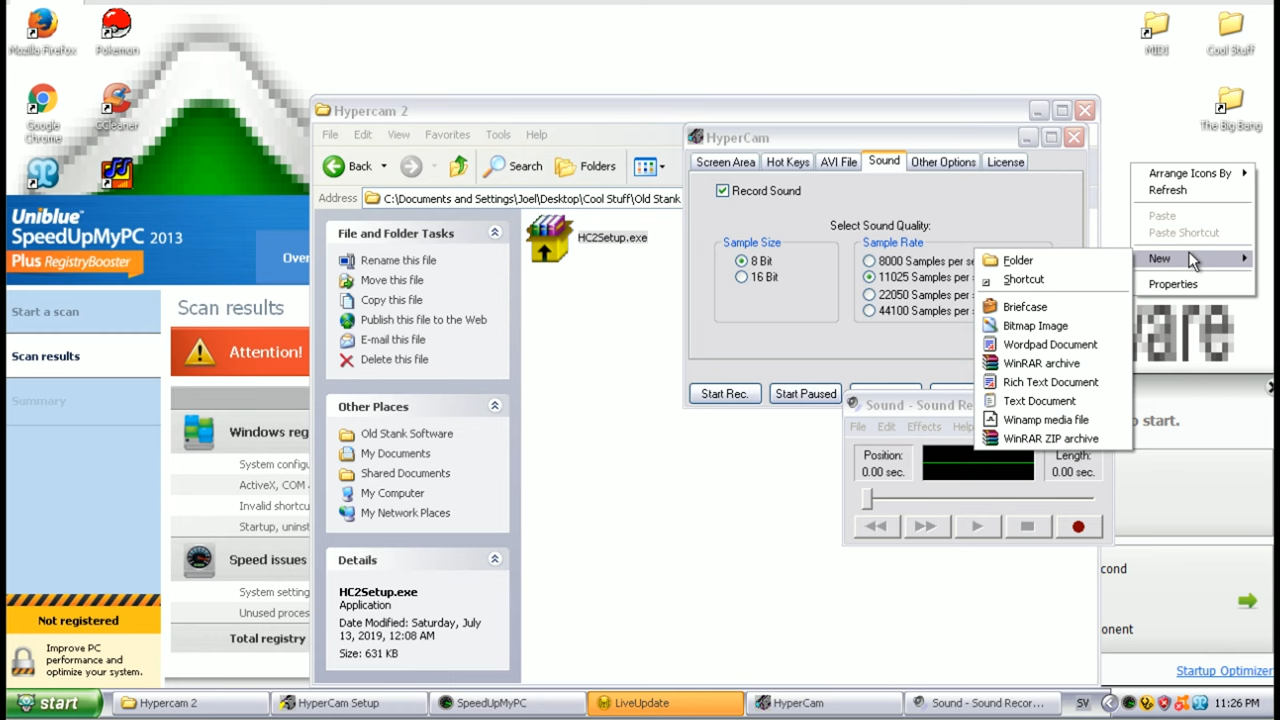 Mozilla Firefox
Pokemon
Google Chrome
CCleaner
MIDI
Cool Stuff
The Big Bang
Uniblue
SpeedUpMyPC 2013
Plus RegistryBooster
Over
Start a scan
Scan results
Summary
Scan results
Attention!
Windows reg
System configu
ActiveX, COM
Invalid shortcu
Startup, uninst
Speed issues
System setting
Unused proces
Total registry
Not registered
Improve PC
performance and
optimize your system.
Hypercam 2
File Edit View Favorites Tools Help
Back Search Folders
Address C:\Documents and Settings\Joel\Desktop\Cool Stuff\Old Stank
File and Folder Tasks
Rename this file
Move this file
Copy this file
Publish this file to the Web
E-mail this file
Delete this file
Other Places
Old Stank Software
My Documents
Shared Documents
My Computer
My Network Places
Details
HC2Setup.exe
Application
Date Modified: Saturday, July
13, 2019, 12:08 AM
Size: 631 KB
HC2Setup.exe
HyperCam
Screen Area Hot Keys AVI File Sound Other Options License
Record Sound
Select Sound Quality:
Sample Size
8 Bit
16 Bit
Sample Rate
8000 Samples per se
11025 Samples per s
22050 Samples per s
44100 Samples per s
Start Rec. Start Paused
Sound - Sound Re
File Edit Effects Help
Position:
0.00 sec.
Length:
0.00 sec.
Arrange Icons By
Refresh
Paste
Paste Shortcut
New
Properties
Folder
Shortcut
Briefcase
Bitmap Image
Wordpad Document
WinRAR archive
Rich Text Document
Text Document
Winamp media file
WinRAR ZIP archive
ware
o start.
cond
onent
Startup Optimizer
start
Hypercam 2
HyperCam Setup
SpeedUpMyPC
LiveUpdate
HyperCam
Sound - Sound Recor...
SV
11:26 PM